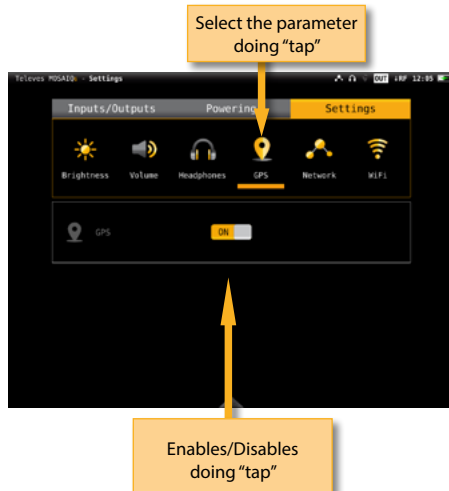 Select the parameter
doing “tap”
Televes MOSAIQ6 - Settings OUT RF 12:05
Inputs/Outputs Powering Settings
Brightness Volume Headphones GPS Network WiFi
GPS ON
Enables/Disables
doing “tap”